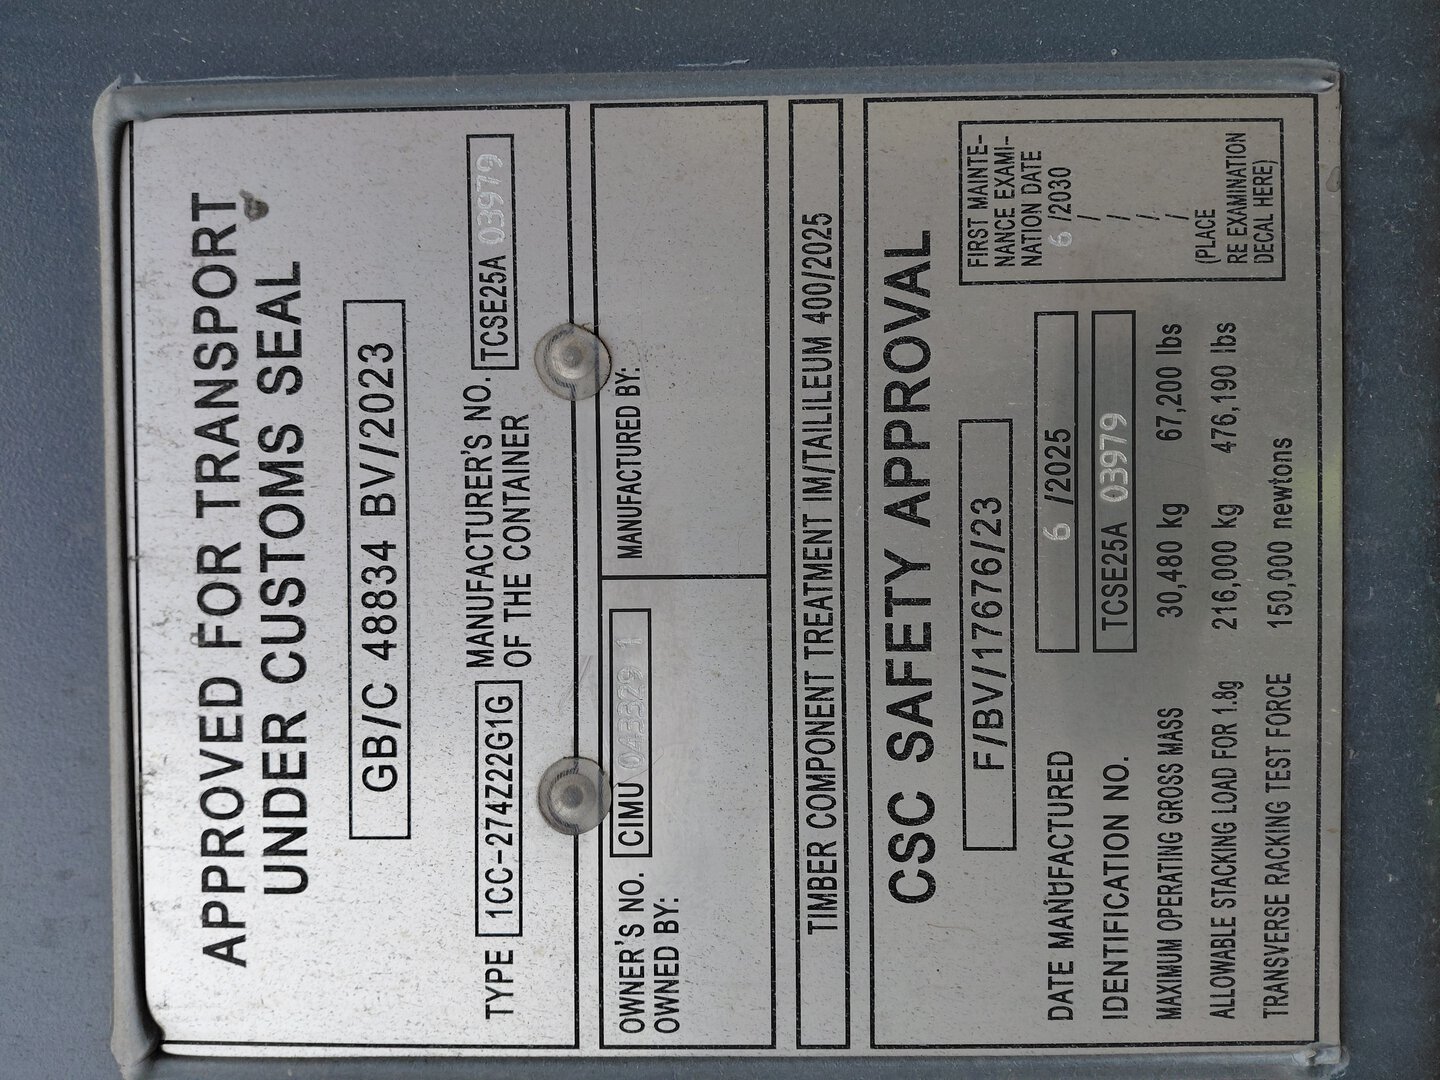 APPROVED FOR TRANSPORT
UNDER CUSTOMS SEAL
GB/C 48834 BV/2023
TYPE 1CC-274Z22G1G MANUFACTURER'S NO. OF THE CONTAINER TCSE25A 03979
OWNER'S NO. CIMU 043329 1
OWNED BY:
MANUFACTURED BY:
TIMBER COMPONENT TREATMENT IM/TAILILEUM 400/2025
CSC SAFETY APPROVAL
F/BV/1676/23
DATE MANUFACTURED 6 /2025
IDENTIFICATION NO. TCSE25A 03979
MAXIMUM OPERATING GROSS MASS 30,480 kg 67,200 lbs
ALLOWABLE STACKING LOAD FOR 1.8g 216,000 kg 476,190 lbs
TRANSVERSE RACKING TEST FORCE 150,000 newtons
FIRST MAINTE-
NANCE EXAMI-
NATION DATE
6 /2030
/
/
/
/
(PLACE
RE EXAMINATION
DECAL HERE)